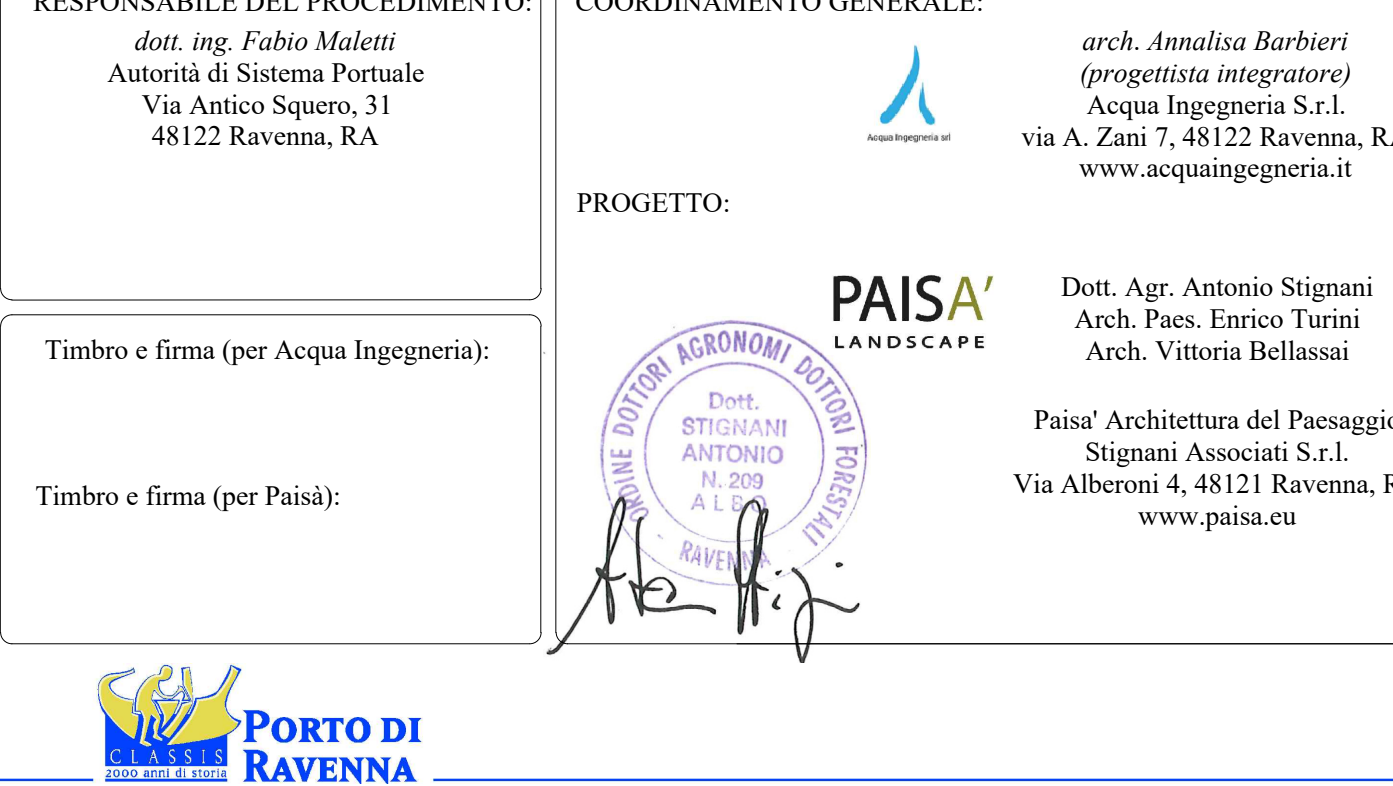 RESPONSABILE DEL PROCEDIMENTO:
dott. ing. Fabio Maletti
Autorità di Sistema Portuale
Via Antico Squero, 31
48122 Ravenna, RA
Timbro e firma (per Acqua Ingegneria):
Timbro e firma (per Paisà):
COORDINAMENTO GENERALE:
Acqua Ingegneria srl
arch. Annalisa Barbieri
(progettista integratore)
Acqua Ingegneria S.r.l.
via A. Zani 7, 48122 Ravenna, RA
www.acquaingegneria.it
PROGETTO:
PAISA'
LANDSCAPE
Dott. Agr. Antonio Stignani
Arch. Paes. Enrico Turini
Arch. Vittoria Bellassai
Paisa' Architettura del Paesaggio
Stignani Associati S.r.l.
Via Alberoni 4, 48121 Ravenna, R
www.paisa.eu
ORDINE DOTTORI AGRONOMI DOTTORI FORESTALI
- RAVENNA -
Dott.
STIGNANI
ANTONIO
N. 209
ALBO
CLASSIS
2000 anni di storia
PORTO DI
RAVENNA